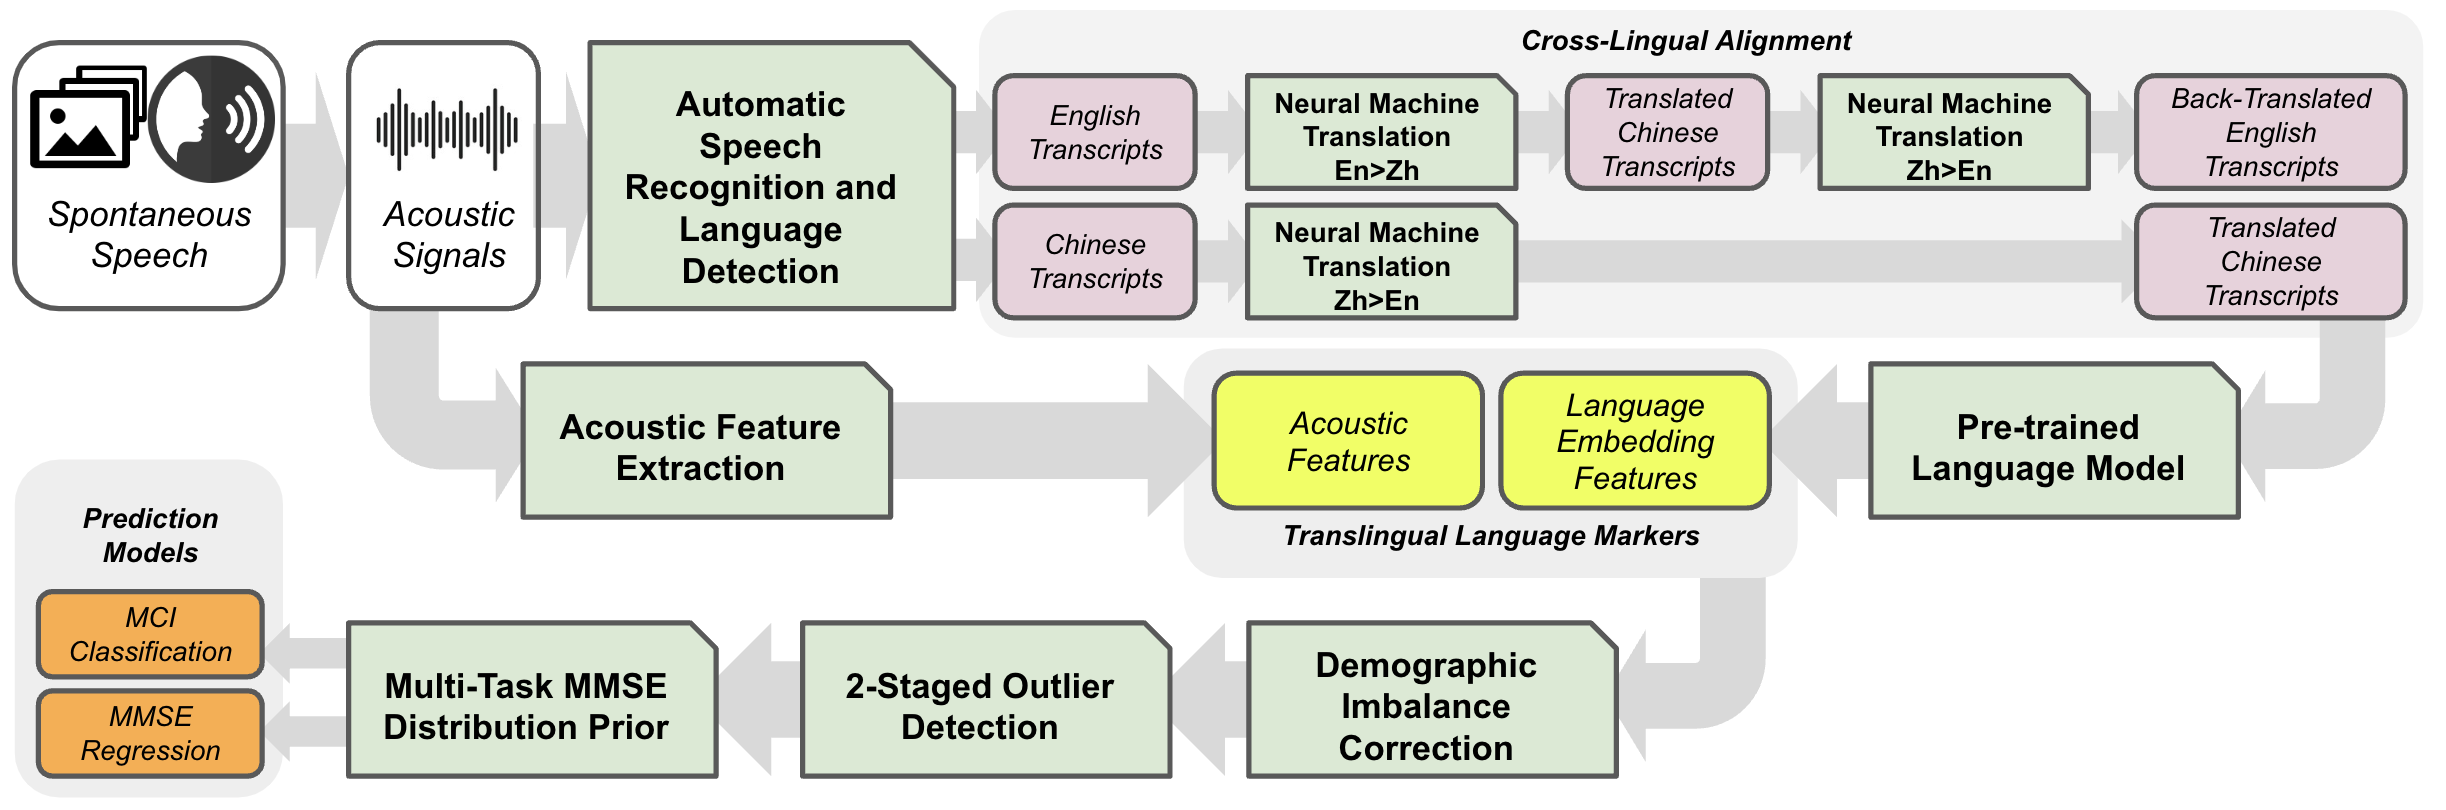 Spontaneous
Speech
Acoustic
Signals
Automatic
Speech
Recognition and
Language
Detection
Cross-Lingual Alignment
English
Transcripts
Neural Machine
Translation
En>Zh
Translated
Chinese
Transcripts
Neural Machine
Translation
Zh>En
Back-Translated
English
Transcripts
Chinese
Transcripts
Neural Machine
Translation
Zh>En
Translated
Chinese
Transcripts
Acoustic Feature
Extraction
Acoustic
Features
Language
Embedding
Features
Translingual Language Markers
Pre-trained
Language Model
Prediction
Models
MCI
Classification
MMSE
Regression
Multi-Task MMSE
Distribution Prior
2-Staged Outlier
Detection
Demographic
Imbalance
Correction